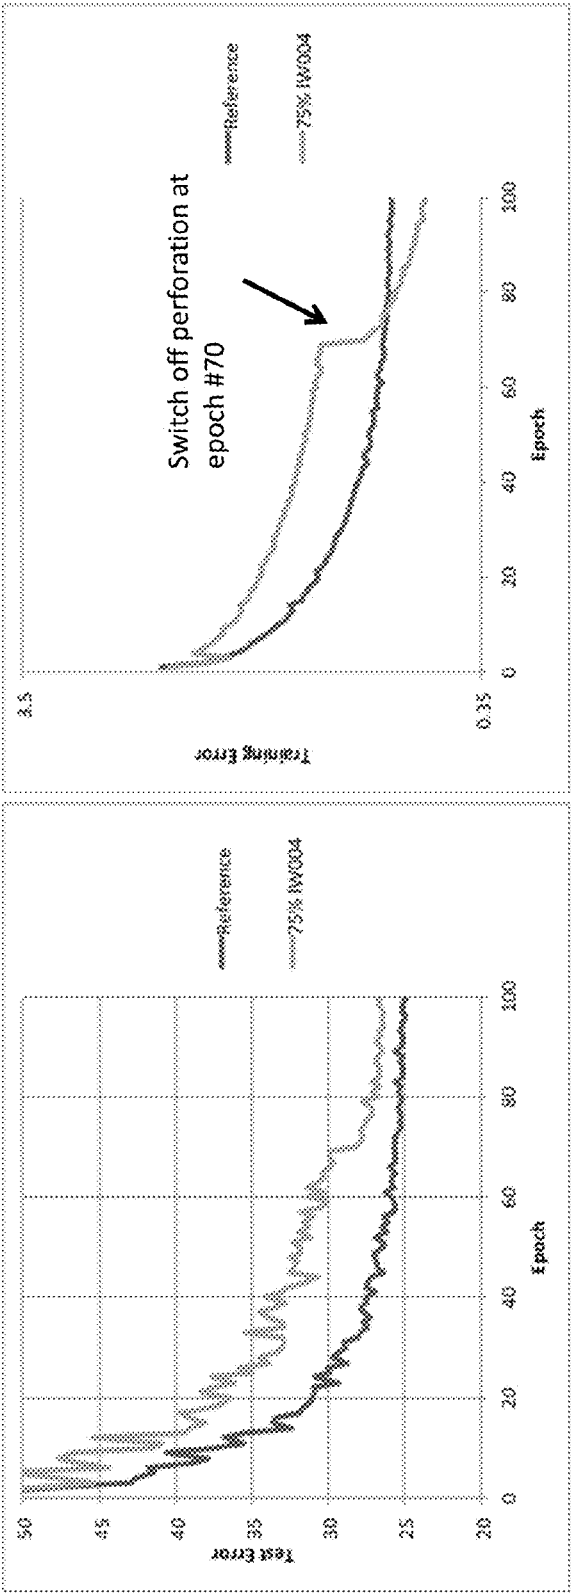 50
45
40
35
30
25
20
Test Error
0
20
40
60
80
100
Epoch
Reference
75% IW004
3.5
0.35
Training Error
0
20
40
60
80
100
Epoch
Switch off perforation at
epoch #70
Reference
75% IW004